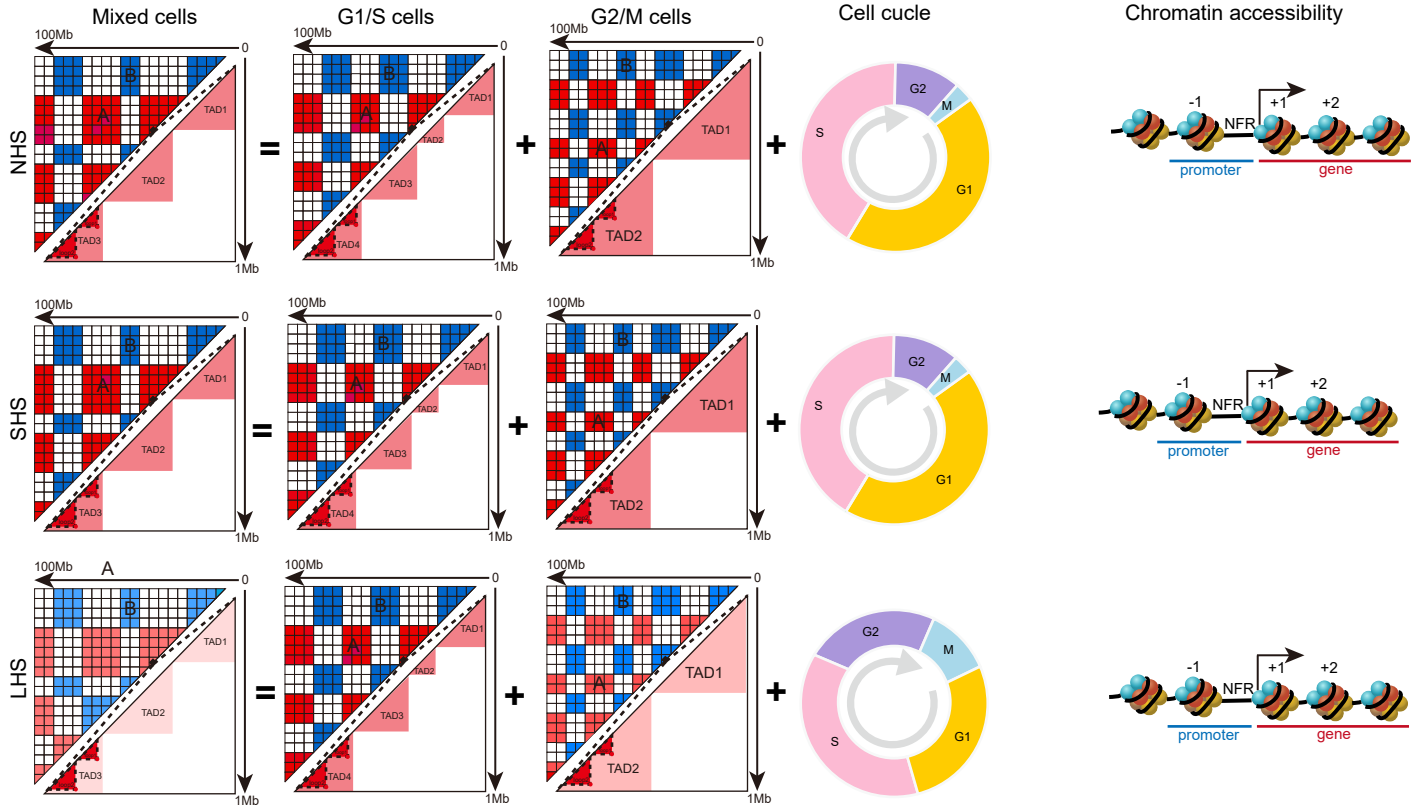 Mixed cells
G1/S cells
G2/M cells
Cell cucle
Chromatin accessibility
NHS
100Mb
0
B
A
TAD1
TAD2
TAD3
1Mb
=
100Mb
0
B
A
TAD1
TAD2
TAD3
TAD4
1Mb
+
100Mb
0
B
A
TAD1
TAD2
1Mb
+
G2
M
S
G1
-1
NFR
+1
+2
promoter
gene
SHS
100Mb
0
B
A
TAD1
TAD2
TAD3
1Mb
=
100Mb
0
B
A
TAD1
TAD2
TAD3
TAD4
1Mb
+
100Mb
0
B
A
TAD1
TAD2
1Mb
+
G2
M
S
G1
-1
NFR
+1
+2
promoter
gene
LHS
100Mb
A
0
B
TAD1
TAD2
TAD3
1Mb
=
100Mb
0
B
A
TAD1
TAD2
TAD3
TAD4
1Mb
+
100Mb
0
B
A
TAD1
TAD2
1Mb
+
G2
M
S
G1
-1
NFR
+1
+2
promoter
gene